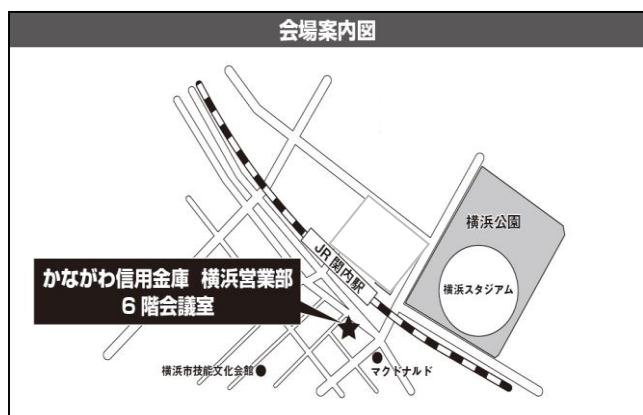 会場案内図
横浜公園
横浜スタジアム
JR関内駅
かながわ信用金庫 横浜営業部
6階会議室
マクドナルド
横浜市技能文化会館